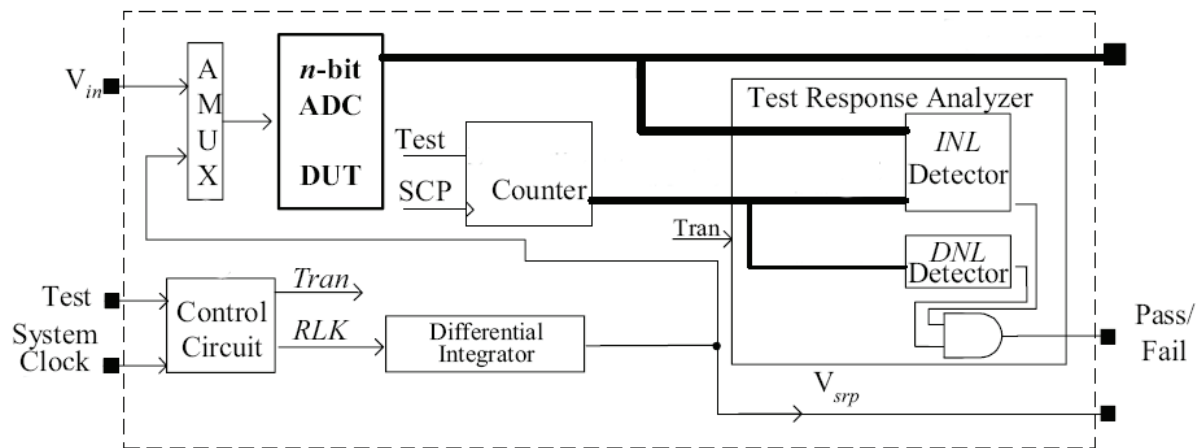 V_in
A
M
U
X
n-bit
ADC
DUT
Test
SCP
Counter
Test Response Analyzer
INL
Detector
Tran
DNL
Detector
Test
System
Clock
Control
Circuit
Tran
RLK
Differential
Integrator
V_srp
Pass/
Fail